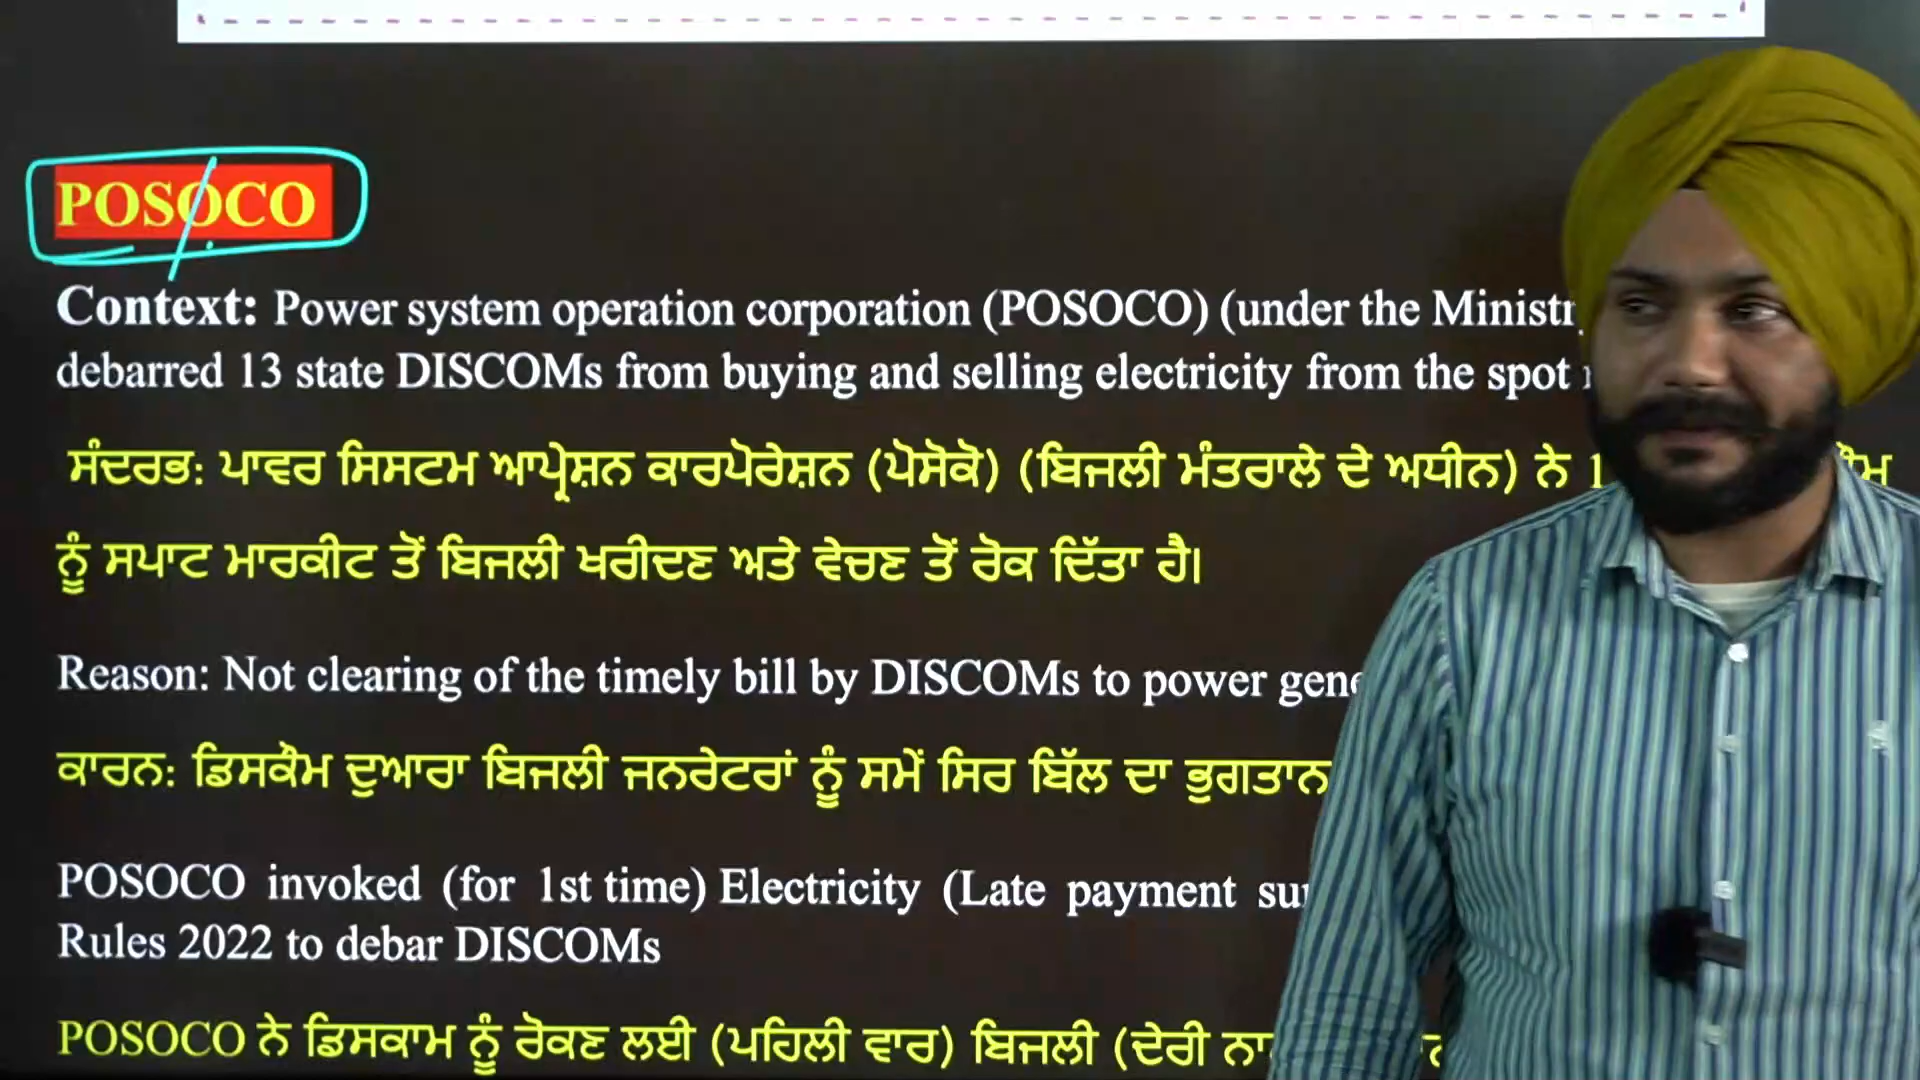 POSOCO
Context: Power system operation corporation (POSOCO) (under the
debarred 13 state DISCOMs from buying and selling electricity from the spot
ਸੰਦਰਭ: ਪਾਵਰ ਸਿਸਟਮ ਆਪ੍ਰੇਸ਼ਨ ਕਾਰਪੋਰੇਸ਼ਨ (ਪੋਸੋਕੋ) (ਬਿਜਲੀ ਮੰਤਰਾਲੇ ਦੇ ਅਧੀਨ) ਨੇ
ਨੂੰ ਸਪਾਟ ਮਾਰਕੀਟ ਤੋਂ ਬਿਜਲੀ ਖਰੀਦਣ ਅਤੇ ਵੇਚਣ ਤੋਂ ਰੋਕ ਦਿੱਤਾ ਹੈ।
Reason: Not clearing of the timely bill by DISCOMs to power
ਕਾਰਨ: ਡਿਸਕੌਮ ਦੁਆਰਾ ਬਿਜਲੀ ਜਨਰੇਟਰਾਂ ਨੂੰ ਸਮੇਂ ਸਿਰ ਬਿੱਲ ਦਾ ਭੁਗਤਾਨ
POSOCO invoked (for 1st time) Electricity (Late payment
Rules 2022 to debar DISCOMs
POSOCO ਨੇ ਡਿਸਕਾਮ ਨੂੰ ਰੋਕਣ ਲਈ (ਪਹਿਲੀ ਵਾਰ) ਬਿਜਲੀ (ਦੇਰੀ